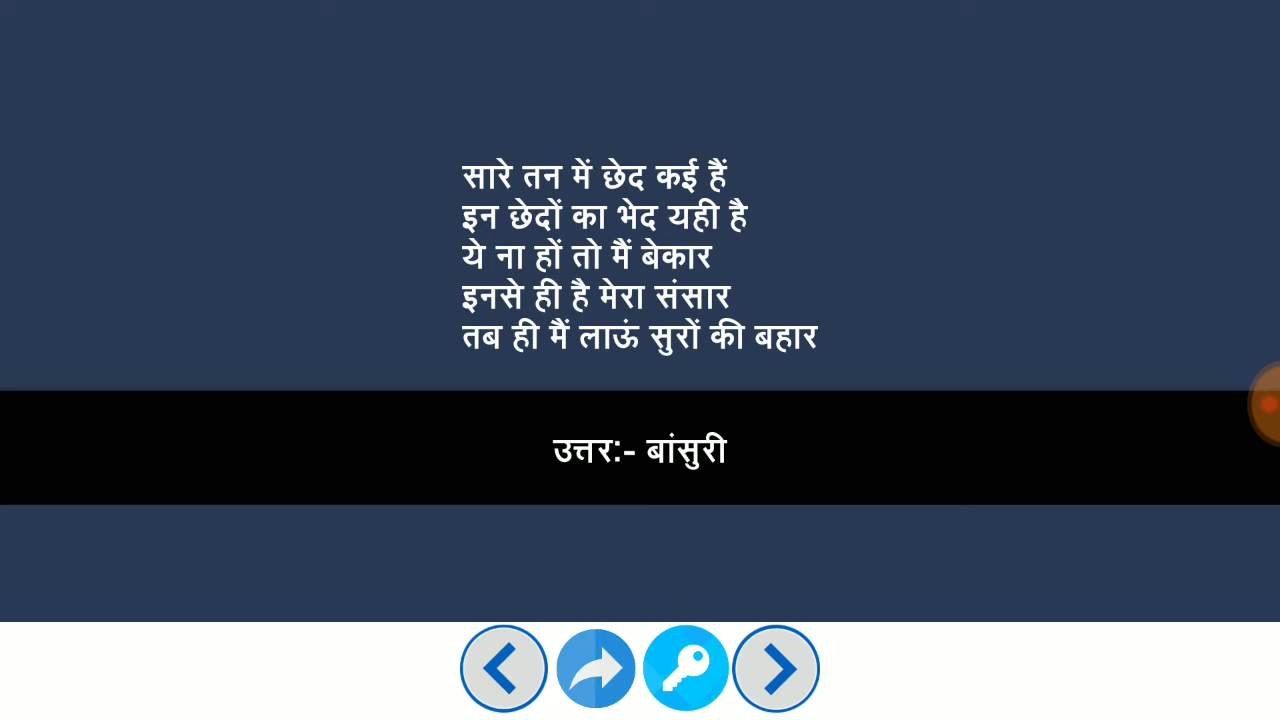 सारे तन में छेद कई हैं
इन छेदों का भेद यही है
ये ना हों तो मैं बेकार
इनसे ही है मेरा संसार
तब ही मैं लाऊं सुरों की बहार
उत्तर:- बांसुरी